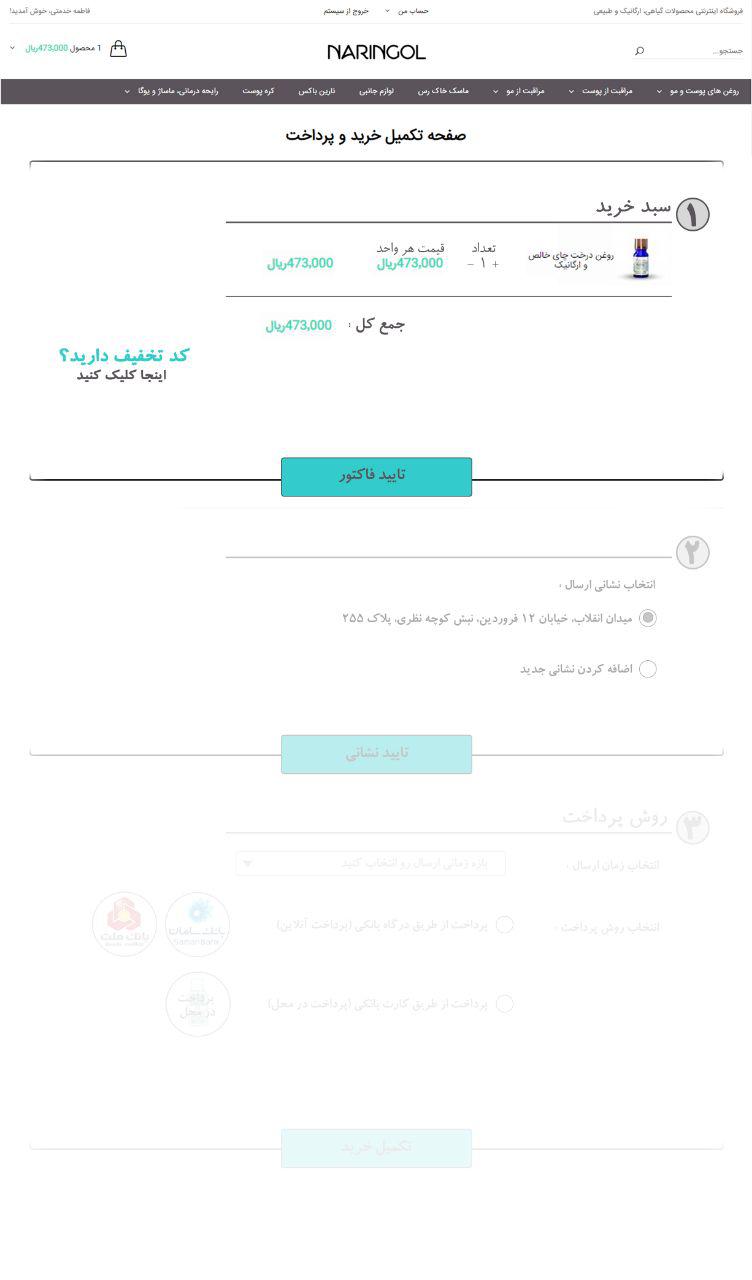 فروشگاه اینترنتی محصولات گیاهی، ارگانیک و طبیعی
حساب من
خروج از سیستم
فاطمه خدمتی، خوش آمدید!
جستجو...
NARINGOL
1 محصول 473,000ریال
روغن های پوست و مو
مراقبت از پوست
مراقبت از مو
ماسک خاک رس
لوازم جانبی
نارین باکس
کره پوست
رایحه درمانی، ماساژ و یوگا
صفحه تکمیل خرید و پرداخت
۱ سبد خرید
تعداد
قیمت هر واحد
روغن درخت چای خالص
و ارگانیک
+ ۱ -
473,000ریال
473,000ریال
جمع کل :
473,000ریال
کد تخفیف دارید؟
اینجا کلیک کنید
تایید فاکتور
۲
انتخاب نشانی ارسال :
میدان انقلاب، خیابان ۱۲ فروردین، نبش کوچه نظری، پلاک ۲۵۵
اضافه کردن نشانی جدید
تایید نشانی
۳ روش پرداخت
انتخاب زمان ارسال :
بازه زمانی ارسال رو انتخاب کنید
انتخاب روش پرداخت :
پرداخت از طریق درگاه بانکی (پرداخت آنلاین)
بانک سامان
Saman Bank
بانک ملت
پرداخت از طریق کارت بانکی (پرداخت در محل)
پرداخت
در محل
تکمیل خرید